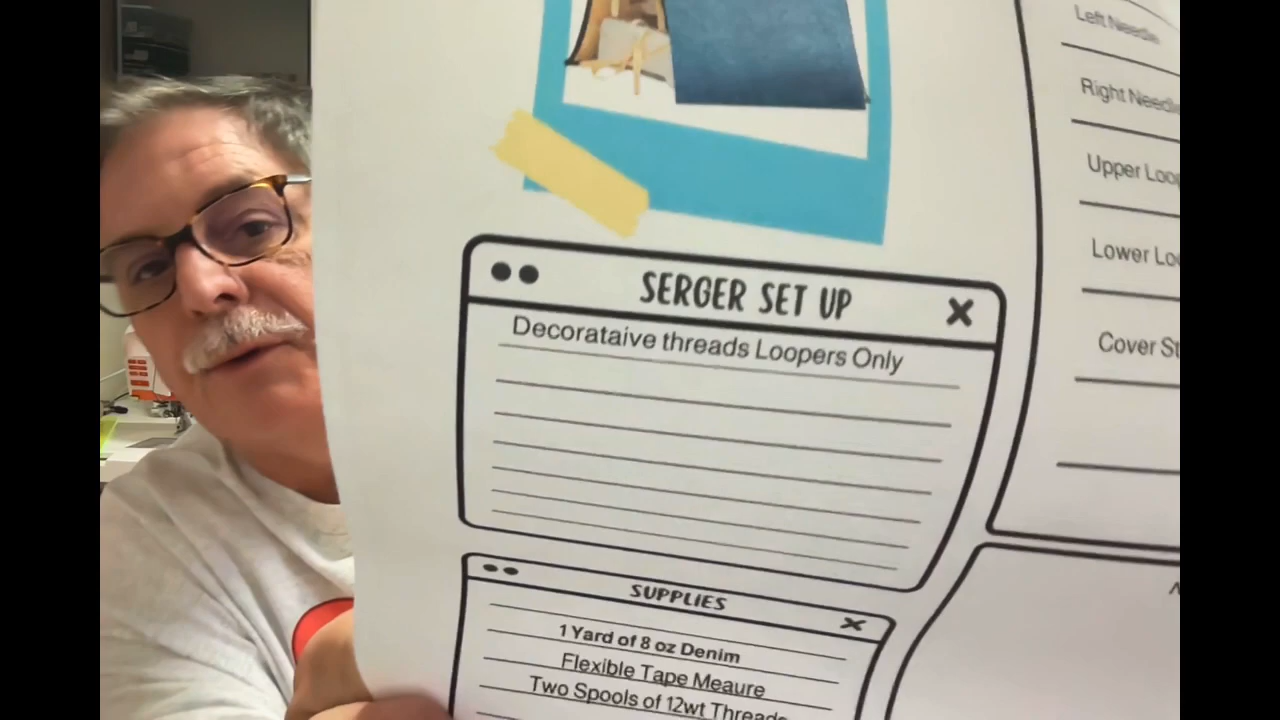 Left Needle
Right Needle
Upper Loop
Lower Lo
Cover St
SERGER SET UP
Decorataive threads Loopers Only
SUPPLIES
1 Yard of 8 oz Denim
Flexible Tape Meaure
Two Spools of 12wt Threads